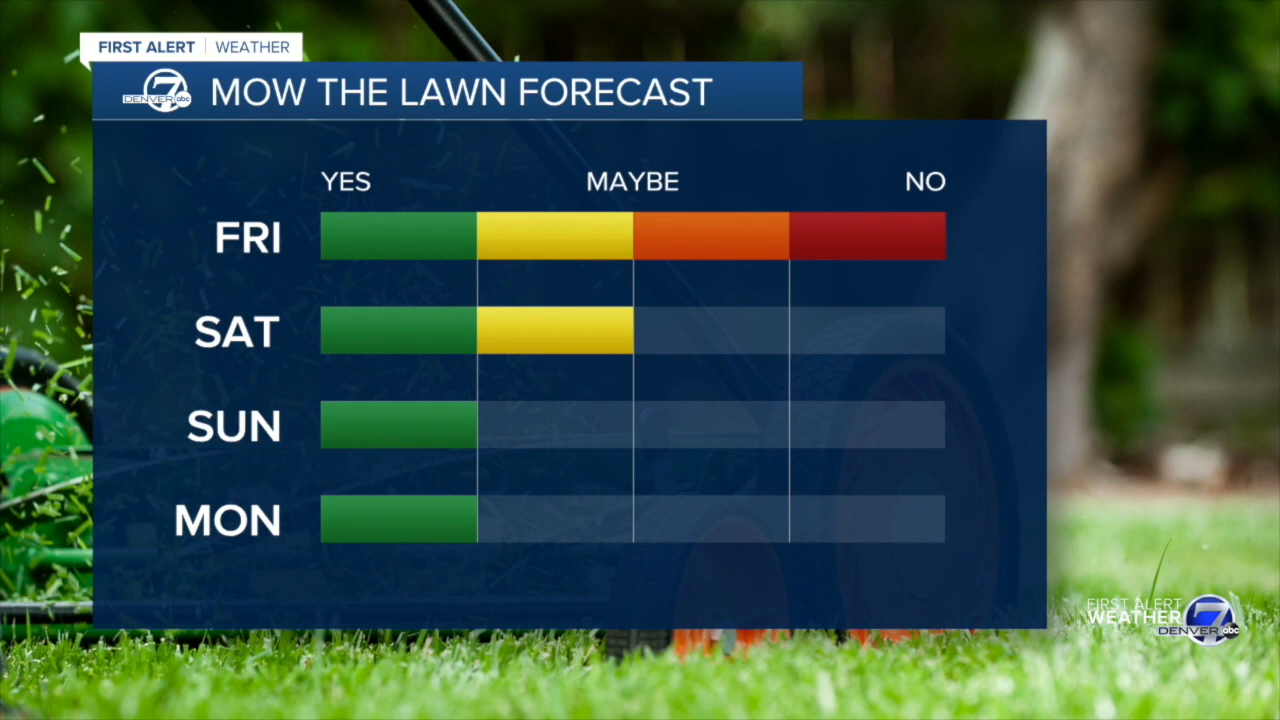 FIRST ALERT | WEATHER
7 DENVER abc
MOW THE LAWN FORECAST
YES MAYBE NO
FRI
SAT
SUN
MON
FIRST ALERT
WEATHER 7
DENVER abc